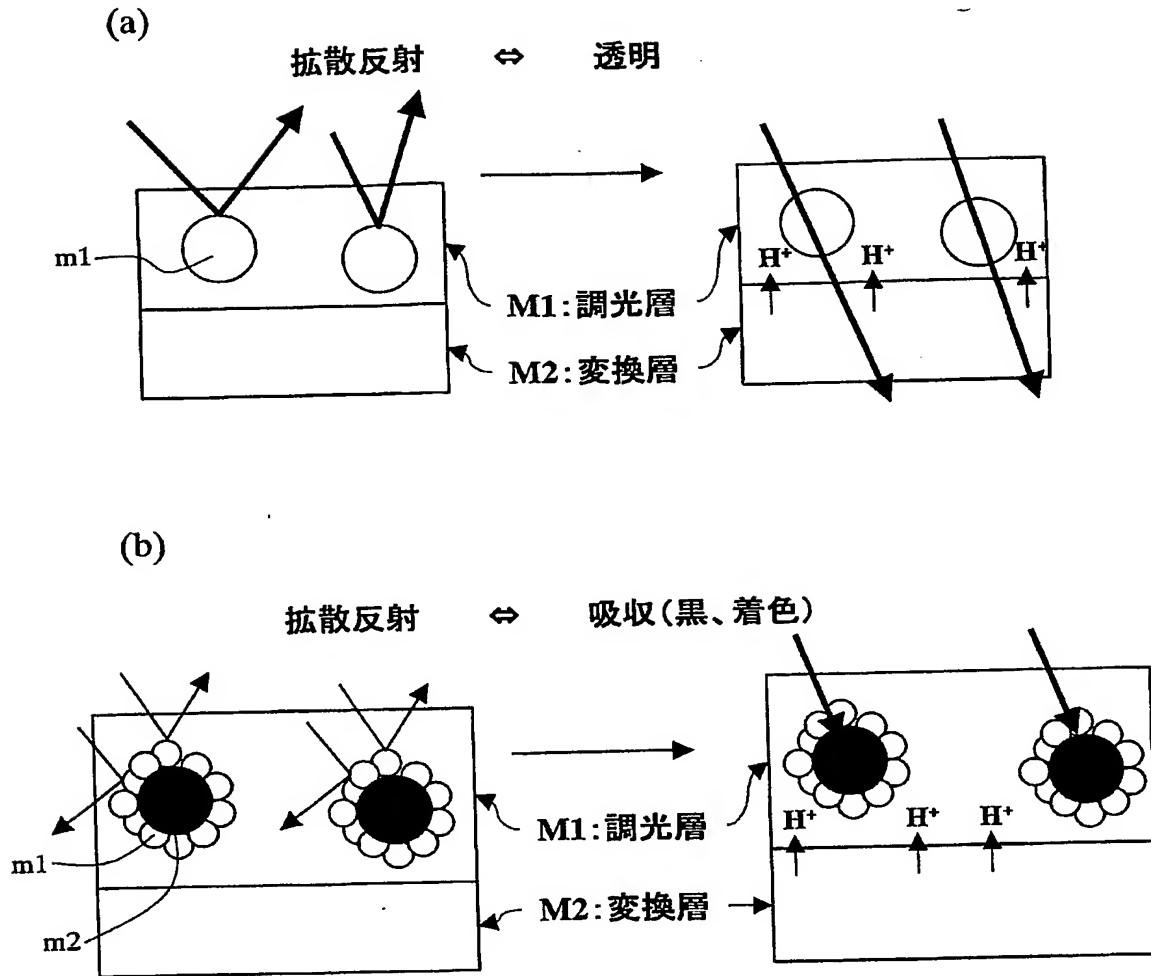 (a)
拡散反射 ⇔ 透明
m1
H⁺ H⁺ H⁺
M1:調光層
M2:変換層
(b)
拡散反射 ⇔ 吸収(黒、着色)
M1:調光層
H⁺ H⁺ H⁺
m1
M2:変換層
m2